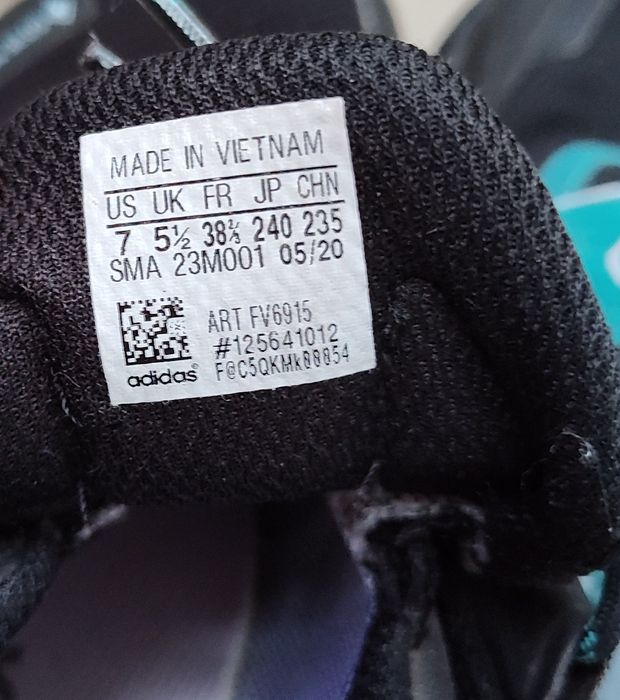 MADE IN VIETNAM
US UK FR JP CHN
7 5½ 38⅔ 240 235
SMA 23M001 05/20
ART FV6915
#125641012
adidas® F@C5QKMk00854